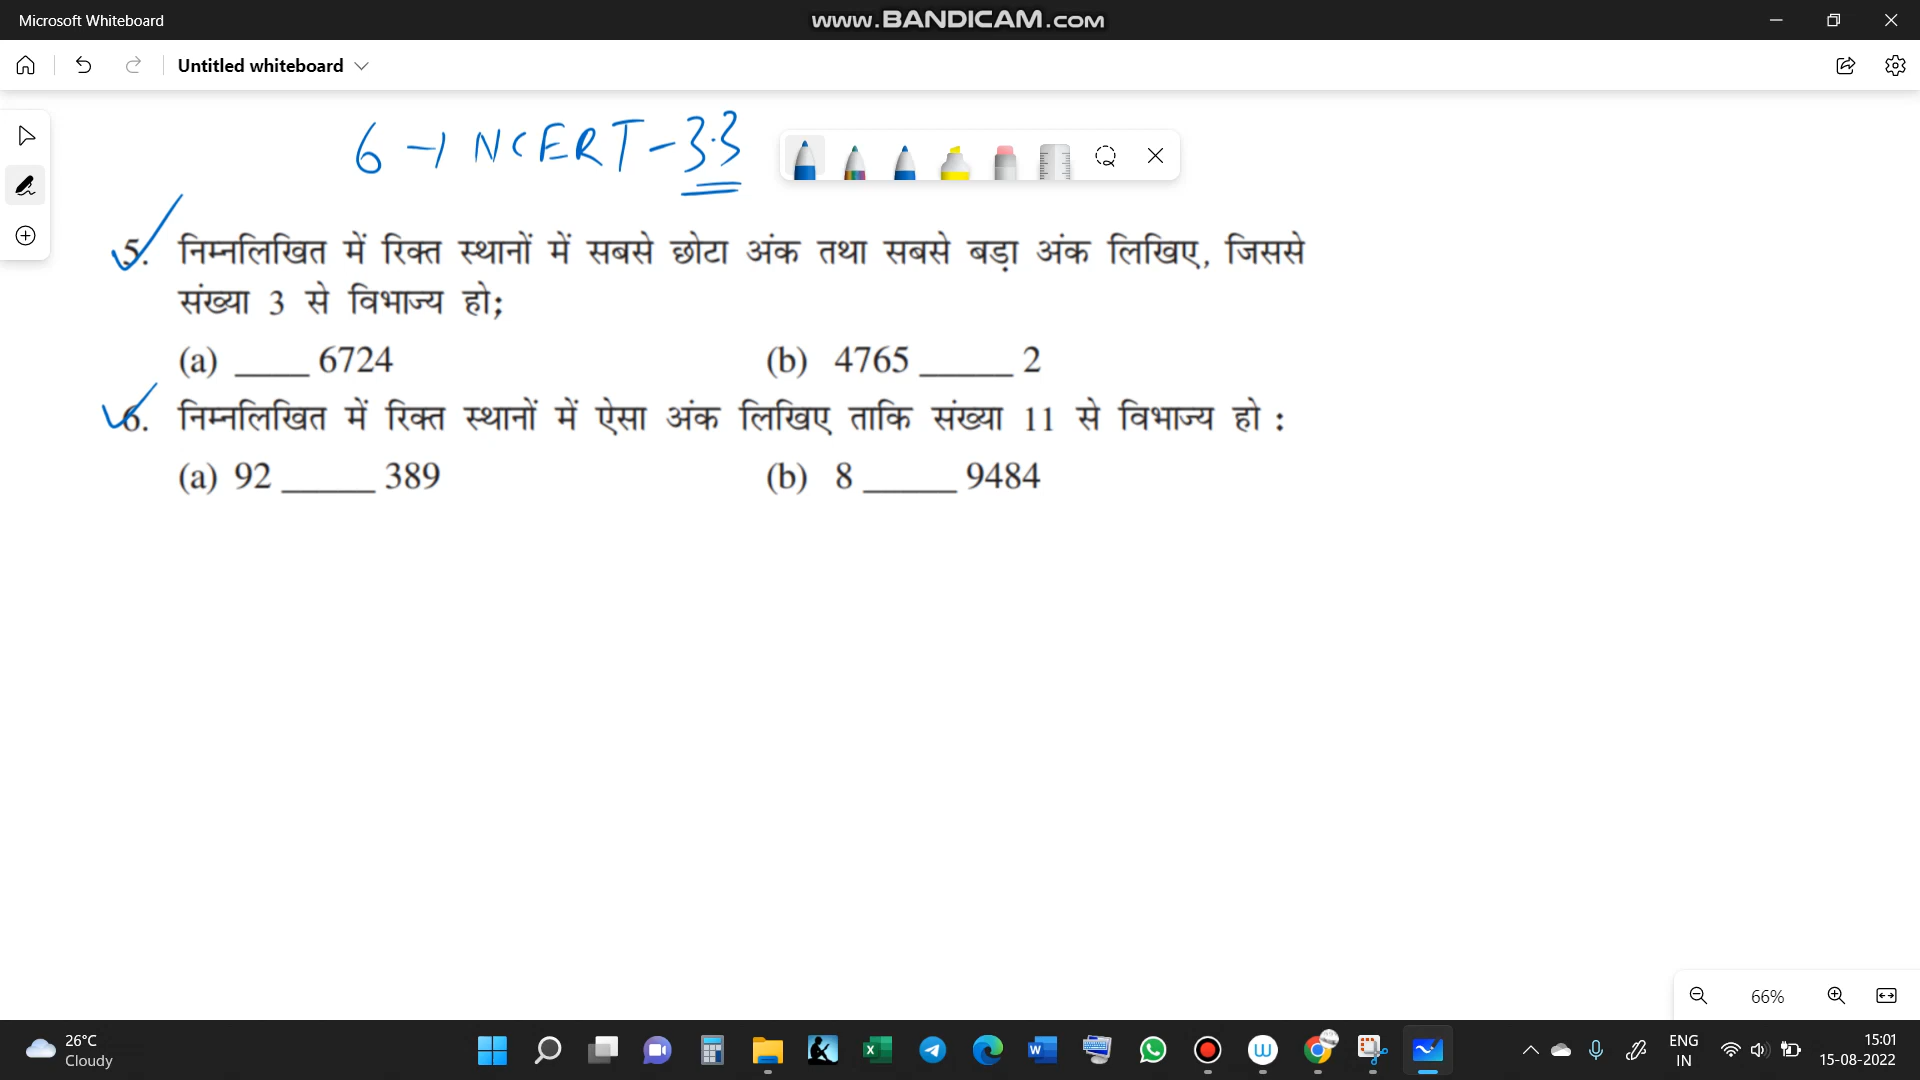 Microsoft Whiteboard
www.BANDICAM.com
Untitled whiteboard
6 → NCERT - 3.3
5. निम्नलिखित में रिक्त स्थानों में सबसे छोटा अंक तथा सबसे बड़ा अंक लिखिए, जिससे
संख्या 3 से विभाज्य हो;
(a) ____ 6724 (b) 4765 _____ 2
6. निम्नलिखित में रिक्त स्थानों में ऐसा अंक लिखिए ताकि संख्या 11 से विभाज्य हो :
(a) 92 _____ 389 (b) 8 _____ 9484
66%
26°C
Cloudy
ENG
IN
15:01
15-08-2022